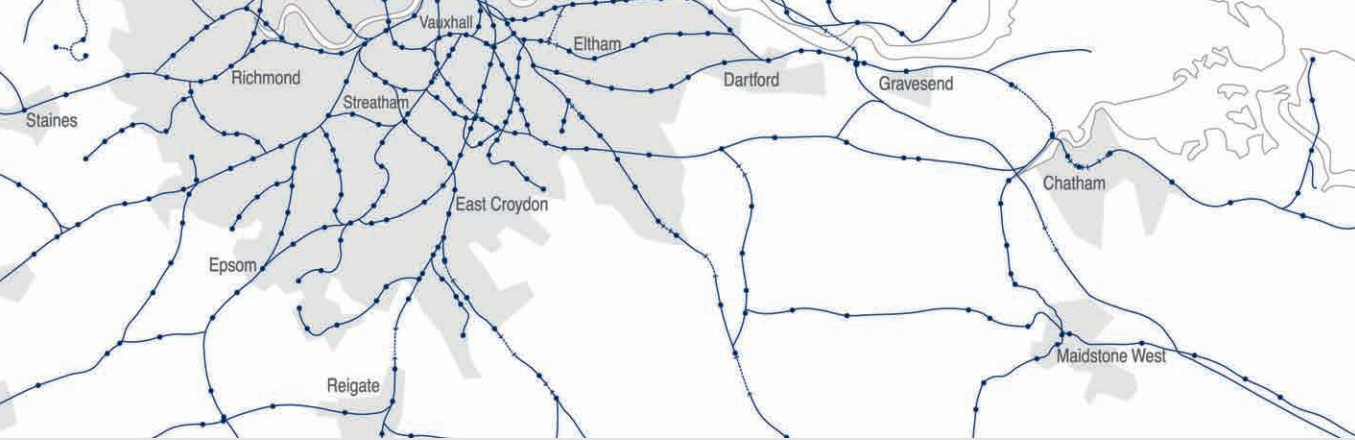 Vauxhall
Eltham
Richmond
Dartford
Gravesend
Streatham
Staines
Chatham
East Croydon
Epsom
Maidstone West
Reigate